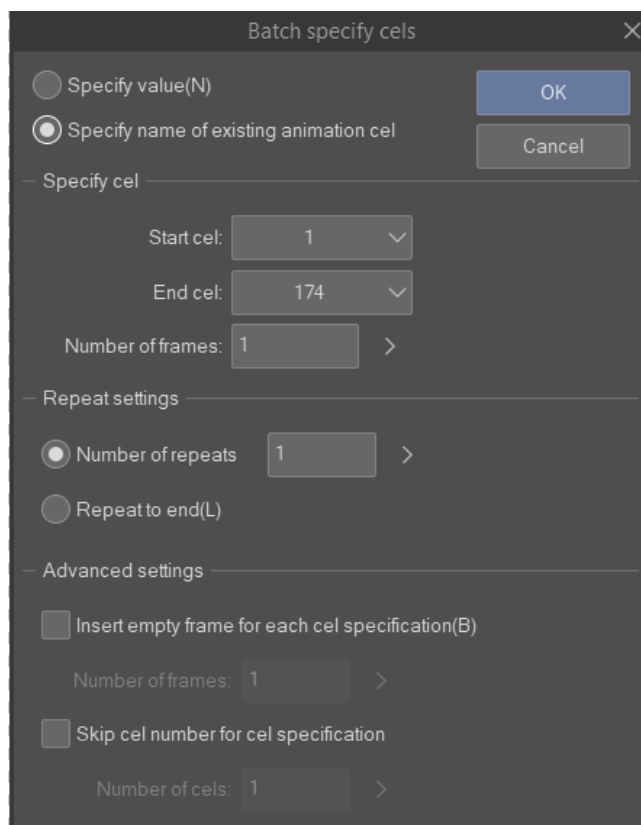 Batch specify cels
Specify value(N)
OK
Specify name of existing animation cel
Cancel
Specify cel
Start cel: 1
End cel: 174
Number of frames: 1
Repeat settings
Number of repeats 1
Repeat to end(L)
Advanced settings
Insert empty frame for each cel specification(B)
Number of frames: 1
Skip cel number for cel specification
Number of cels: 1